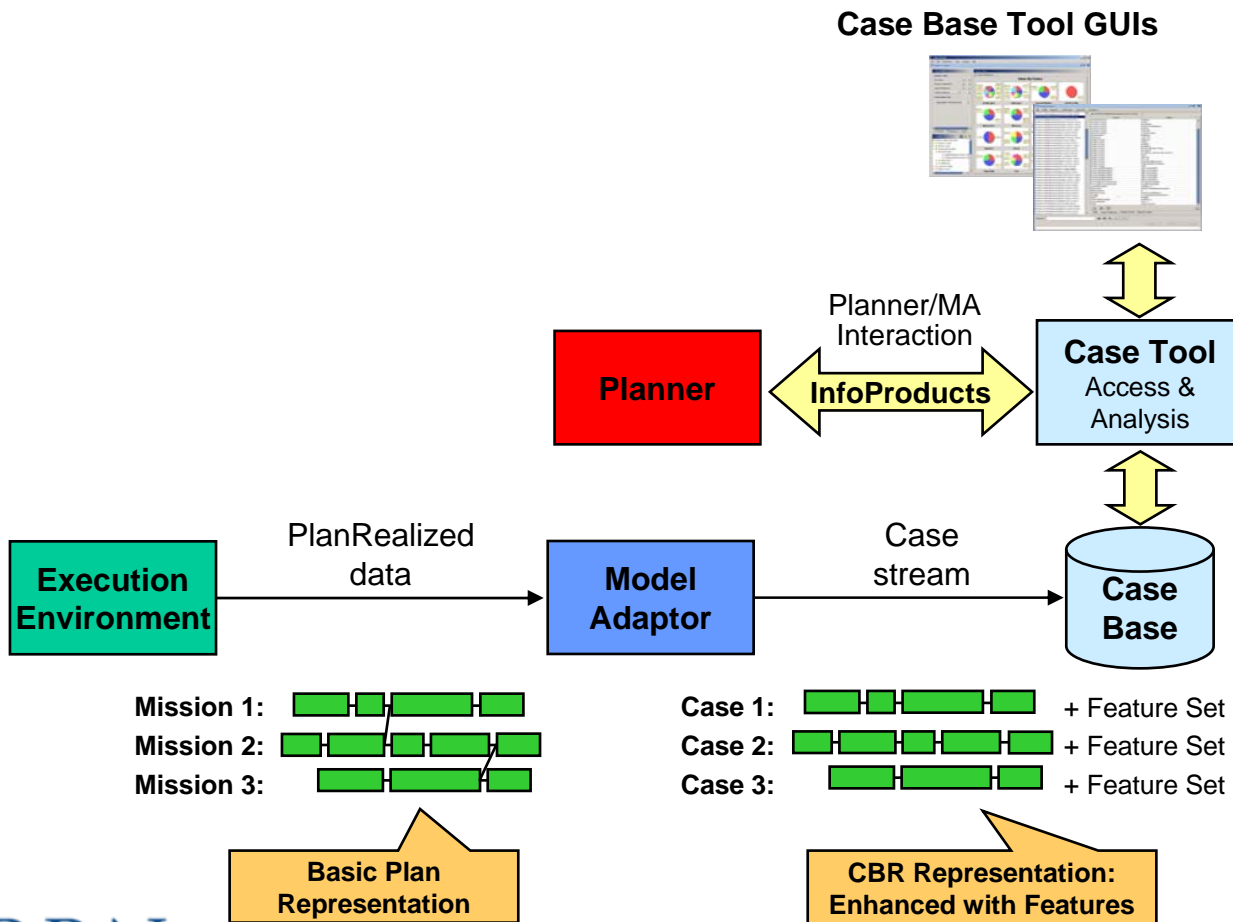 Case Base Tool GUIs
Planner/MA
Interaction
Planner
InfoProducts
Case Tool
Access &
Analysis
PlanRealized
data
Case
stream
Execution
Environment
Model
Adaptor
Case
Base
Mission 1:
Mission 2:
Mission 3:
Case 1:
+ Feature Set
Case 2:
+ Feature Set
Case 3:
+ Feature Set
Basic Plan
Representation
CBR Representation:
Enhanced with Features